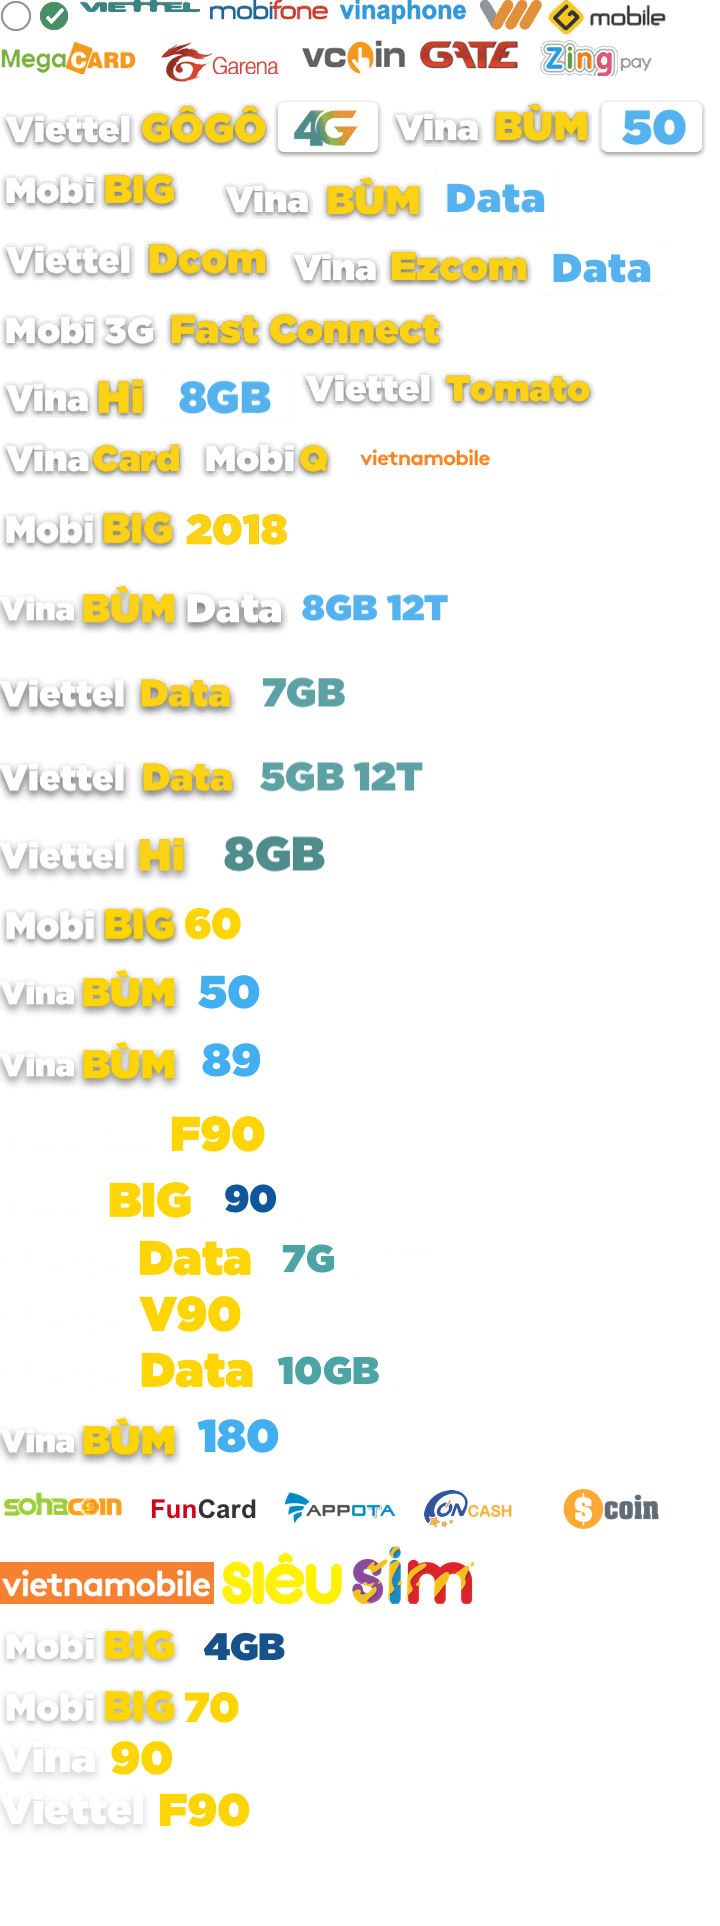 VIETTEL mobifone vinaphone mobile
MegaCARD Garena vcoin GATE Zing pay
Viettel GÔGÔ 4G Vina BÙM 50
Mobi BIG Vina BÙM Data
Viettel Dcom Vina Ezcom Data
Mobi 3G Fast Connect
Vina Hi 8GB Viettel Tomato
VinaCard MobiQ vietnamobile
Mobi BIG 2018
Vina BÙM Data 8GB 12T
Viettel Data 7GB
Viettel Data 5GB 12T
Viettel Hi 8GB
Mobi BIG 60
Vina BÙM 50
Vina BÙM 89
F90
BIG 90
Data 7G
V90
Data 10GB
Vina BÙM 180
sohacoin FunCard APPOTA ONCASH $coin
vietnamobile SIÊU sim
Mobi BIG 4GB
Mobi BIG 70
Vina 90
Viettel F90